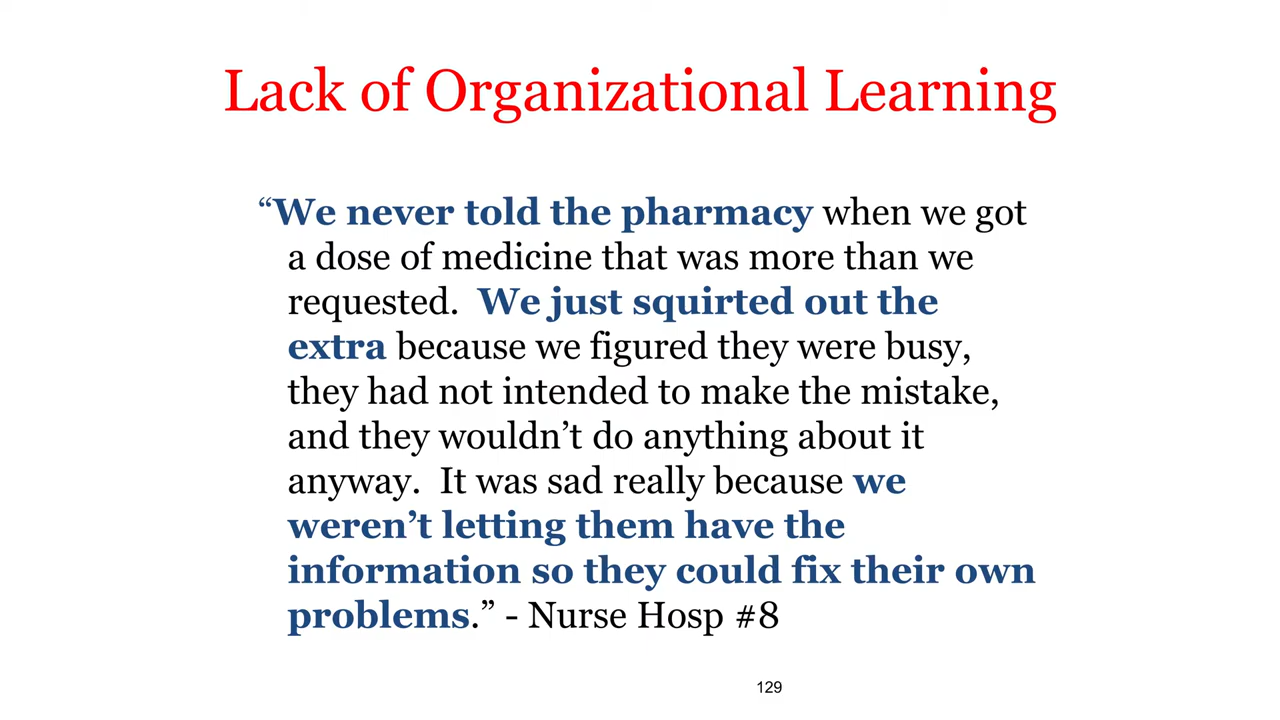 Lack of Organizational Learning
“We never told the pharmacy when we got
a dose of medicine that was more than we
requested.  We just squirted out the
extra because we figured they were busy,
they had not intended to make the mistake,
and they wouldn’t do anything about it
anyway.  It was sad really because we
weren’t letting them have the
information so they could fix their own
problems.” - Nurse Hosp #8
129